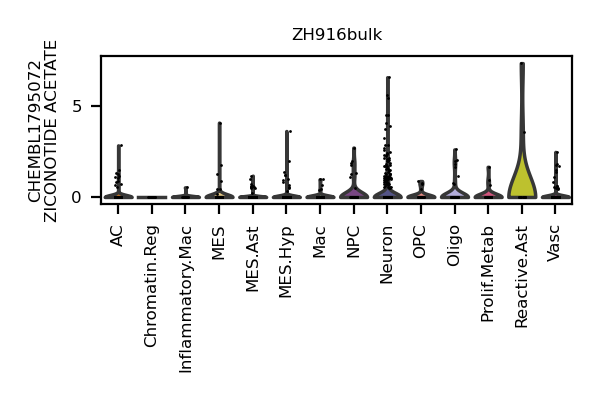 ZH916bulk
CHEMBL1795072
ZICONOTIDE ACETATE
5
0
AC
Chromatin.Reg
Inflammatory.Mac
MES
MES.Ast
MES.Hyp
Mac
NPC
Neuron
OPC
Oligo
Prolif.Metab
Reactive.Ast
Vasc